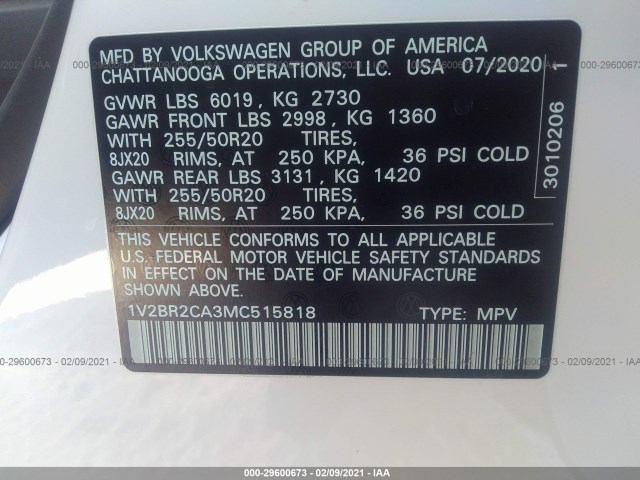 MFD BY VOLKSWAGEN GROUP OF AMERICA
CHATTANOOGA OPERATIONS, LLC. USA 07/2020
000-29600673 - 02/09/2021 - IAA
GVWR LBS 6019, KG 2730
GAWR FRONT LBS 2998, KG 1360
WITH 255/50R20 TIRES,
8JX20 RIMS, AT 250 KPA, 36 PSI COLD
GAWR REAR LBS 3131, KG 1420
WITH 255/50R20 TIRES,
8JX20 RIMS, AT 250 KPA, 36 PSI COLD
3010206 1
THIS VEHICLE CONFORMS TO ALL APPLICABLE
U.S. FEDERAL MOTOR VEHICLE SAFETY STANDARDS
IN EFFECT ON THE DATE OF MANUFACTURE
SHOWN ABOVE.
1V2BR2CA3MC515818 TYPE: MPV
000-29600673 - 02/09/2021 - IAA